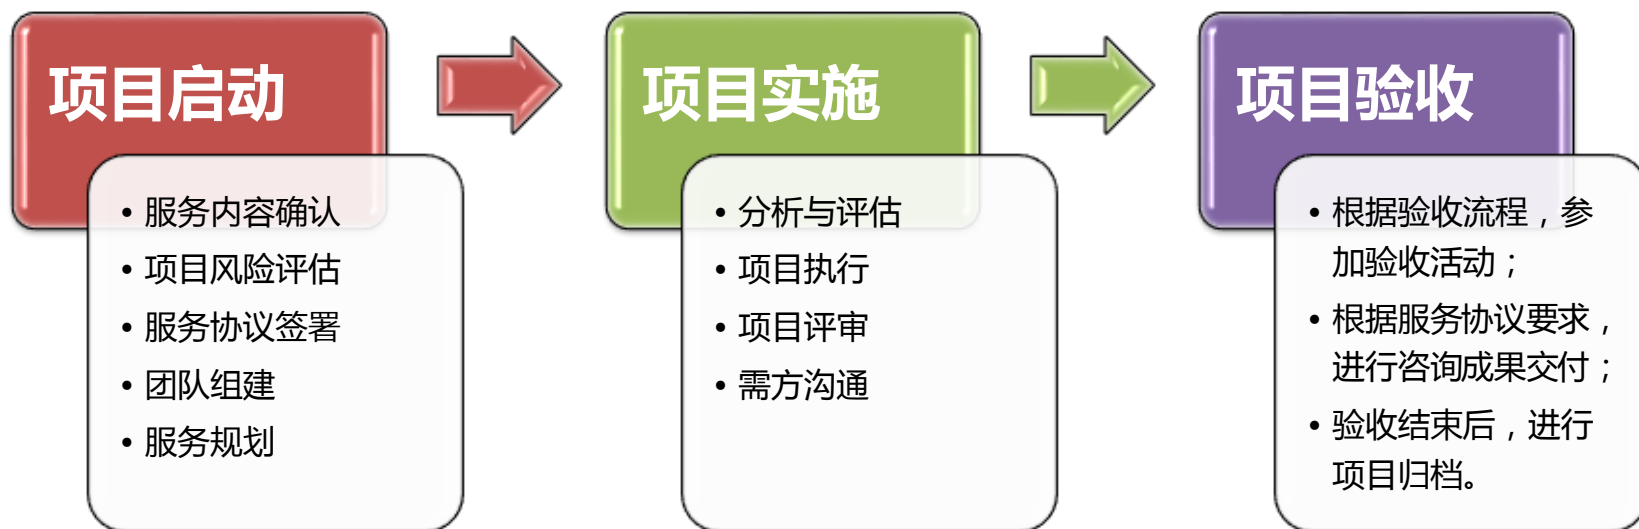 项目启动
• 服务内容确认
• 项目风险评估
• 服务协议签署
• 团队组建
• 服务规划
项目实施
• 分析与评估
• 项目执行
• 项目评审
• 需方沟通
项目验收
• 根据验收流程，参
加验收活动；
• 根据服务协议要求，
进行咨询成果交付；
• 验收结束后，进行
项目归档。